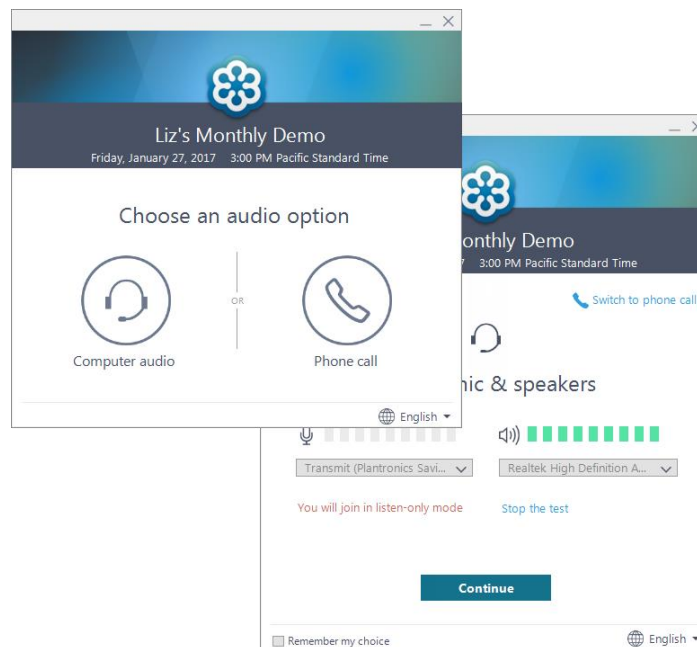 Liz's Monthly Demo
Friday, January 27, 2017 3:00 PM Pacific Standard Time
Choose an audio option
Computer audio
OR
Phone call
English
onthly Demo
7 3:00 PM Pacific Standard Time
Switch to phone call
nic & speakers
Transmit (Plantronics Savi... Realtek High Definition A...
You will join in listen-only mode Stop the test
Continue
Remember my choice English